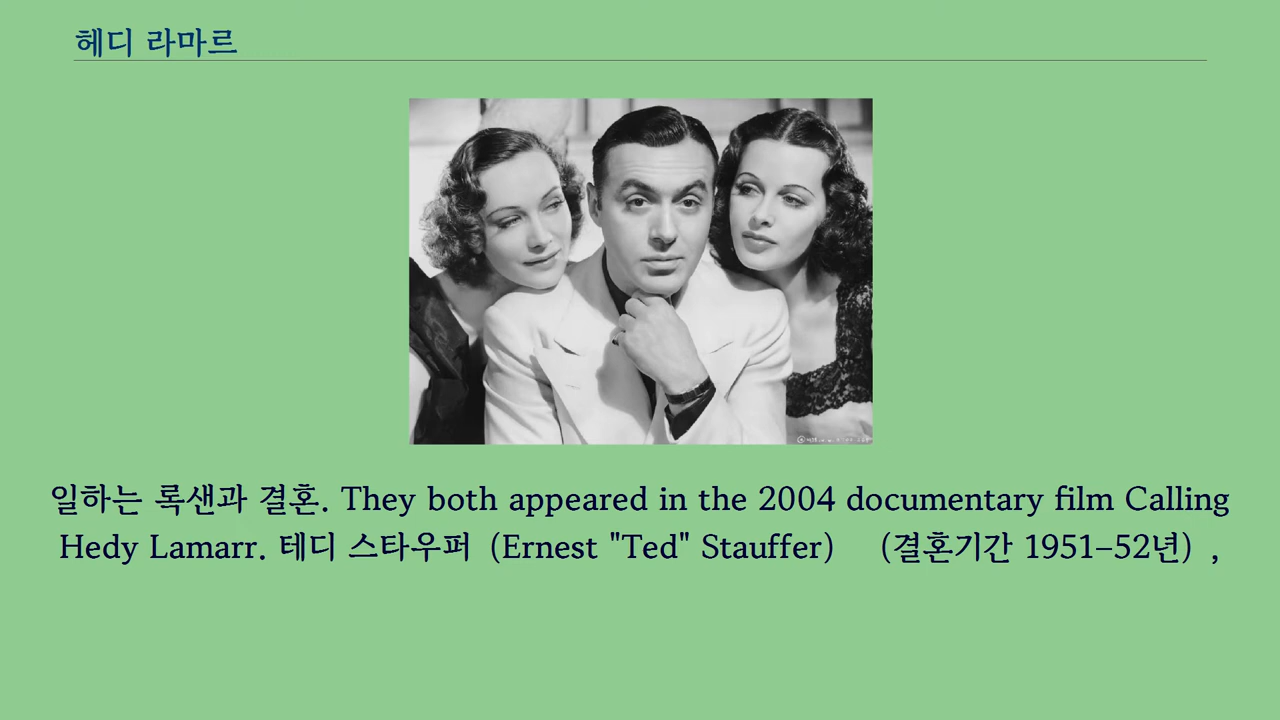 헤디 라마르
일하는 록샌과 결혼. They both appeared in the 2004 documentary film Calling
Hedy Lamarr. 테디 스타우퍼 (Ernest "Ted" Stauffer) (결혼기간 1951–52년) ,